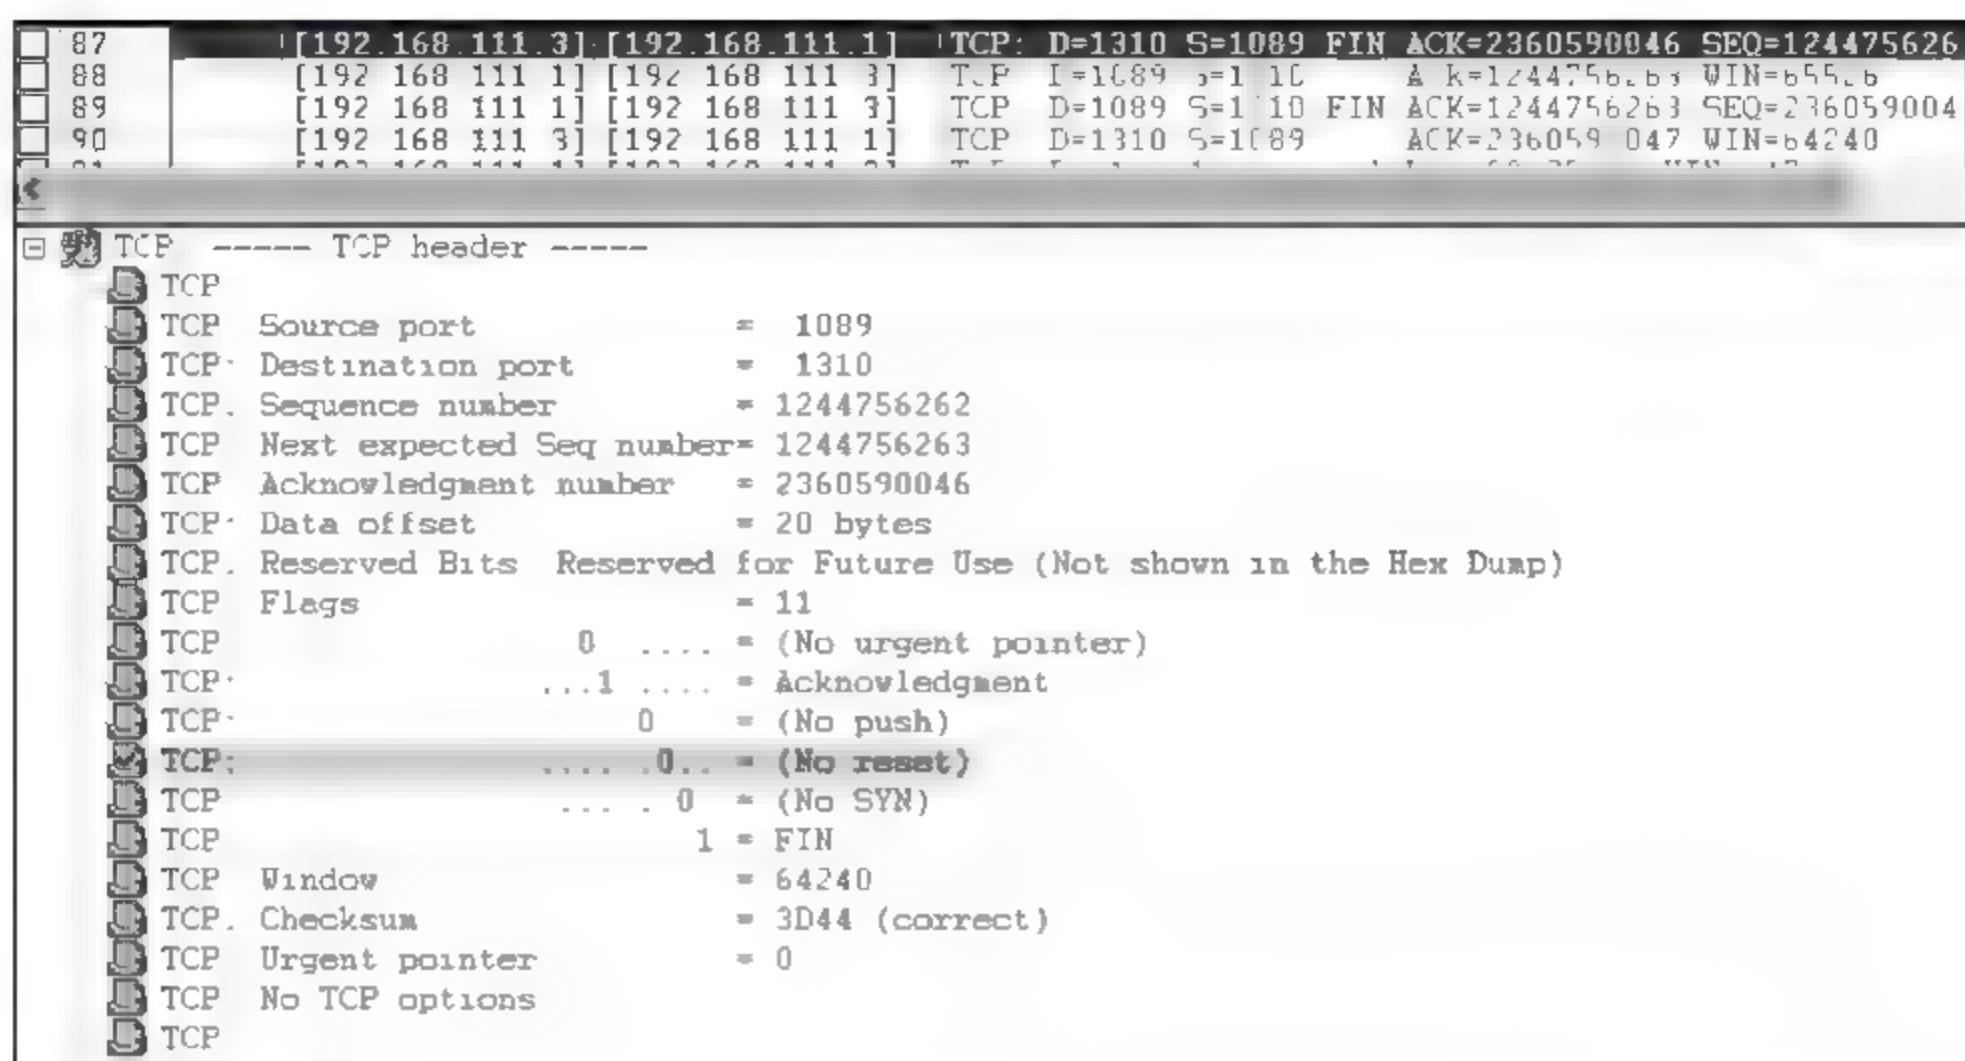 87 [192.168.111.3] [192.168.111.1] TCP: D=1310 S=1089 FIN ACK=2360590046 SEQ=124475626
88 [192 168 111 1] [192 168 111 3] TCP
89 [192 168 111 1] [192 168 111 3] TCP D=1089 FIN ACK=1244756263 SEQ=236059004
90 [192 168 111 3] [192 168 111 1] TCP D=1310 WIN=64240
TCP ----- TCP header -----
TCP
TCP Source port = 1089
TCP: Destination port = 1310
TCP. Sequence number = 1244756262
TCP Next expected Seq number= 1244756263
TCP Acknowledgment number = 2360590046
TCP: Data offset = 20 bytes
TCP. Reserved Bits Reserved for Future Use (Not shown in the Hex Dump)
TCP Flags = 11
TCP 0 .... = (No urgent pointer)
TCP: ...1 .... = Acknowledgment
TCP: 0 = (No push)
TCP: .... .0.. = (No reset)
TCP .... . 0 = (No SYN)
TCP 1 = FIN
TCP Window = 64240
TCP. Checksum = 3D44 (correct)
TCP Urgent pointer = 0
TCP No TCP options
TCP